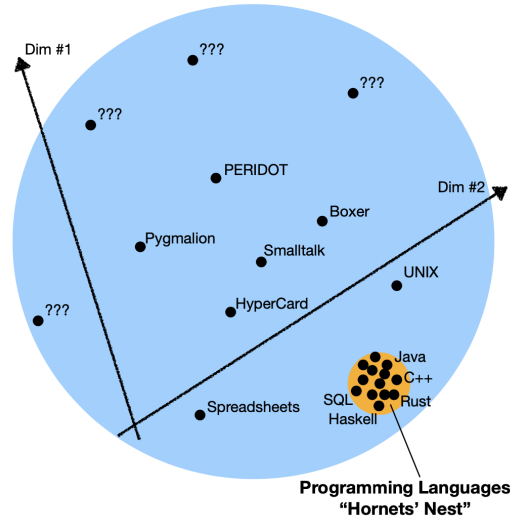 Dim #1
???
???
???
PERIDOT
Dim #2
Boxer
Pygmalion
Smalltalk
UNIX
HyperCard
???
Java
C++
SQL
Rust
Spreadsheets
Haskell
Programming Languages
“Hornets’ Nest”